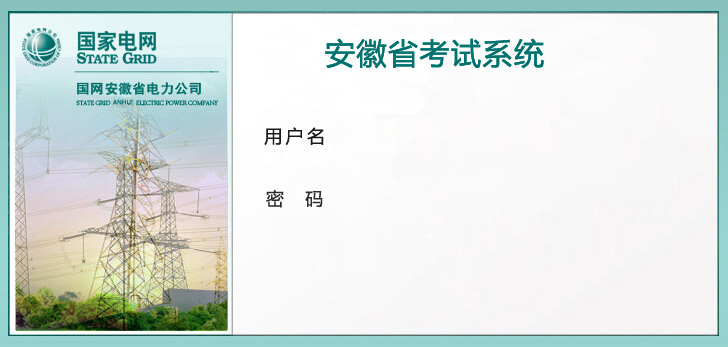 国家电网
STATE GRID
国网安徽省电力公司
STATE GRID ANHUI ELECTRIC POWER COMPANY
安徽省考试系统
用户名
密 码